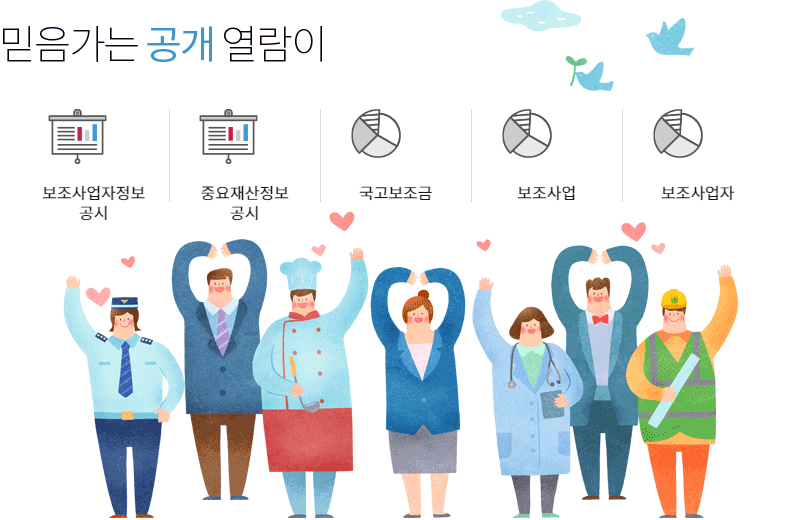 믿음가는 공개 열람이
보조사업자정보
공시
중요재산정보
공시
국고보조금
보조사업
보조사업자